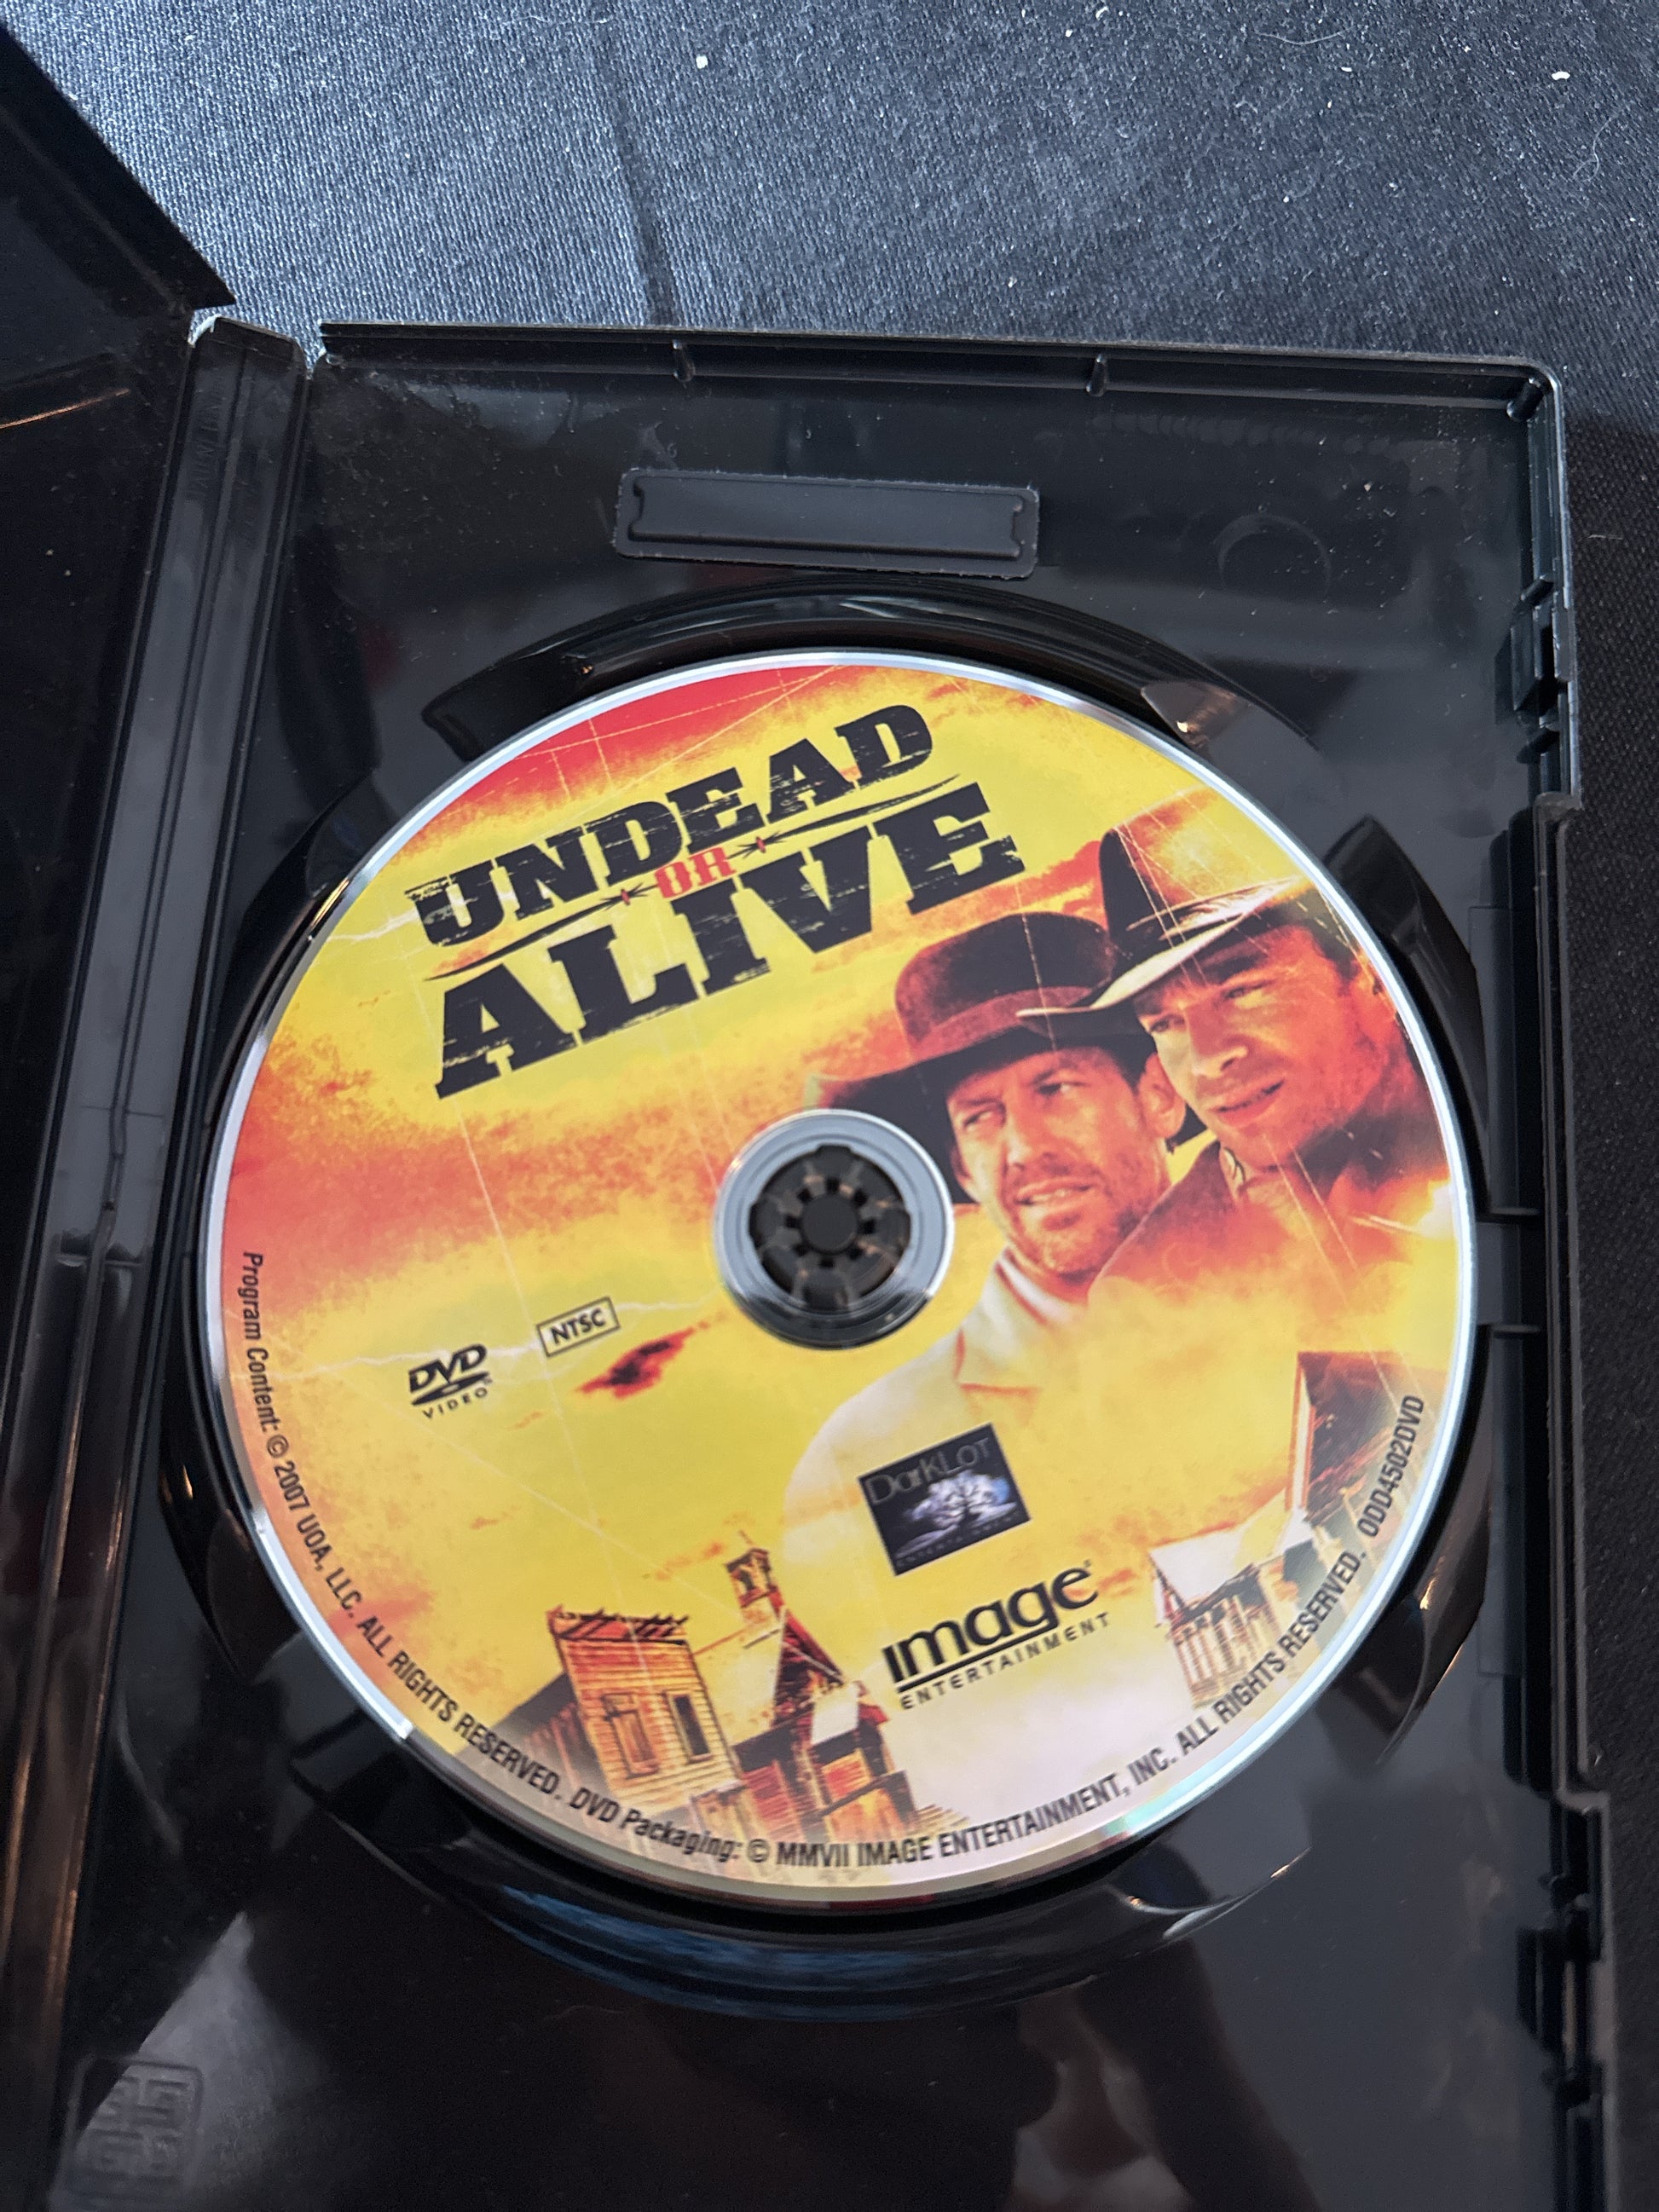 UNDEAD
OR
ALIVE
NTSC
DVD
VIDEO
DarkLOT
ENTERTAINMENT
image
ENTERTAINMENT
Program Content: © 2007 UOA, LLC. ALL RIGHTS RESERVED. DVD Packaging: © MMVII IMAGE ENTERTAINMENT, INC. ALL RIGHTS RESERVED. ODD4502DVD